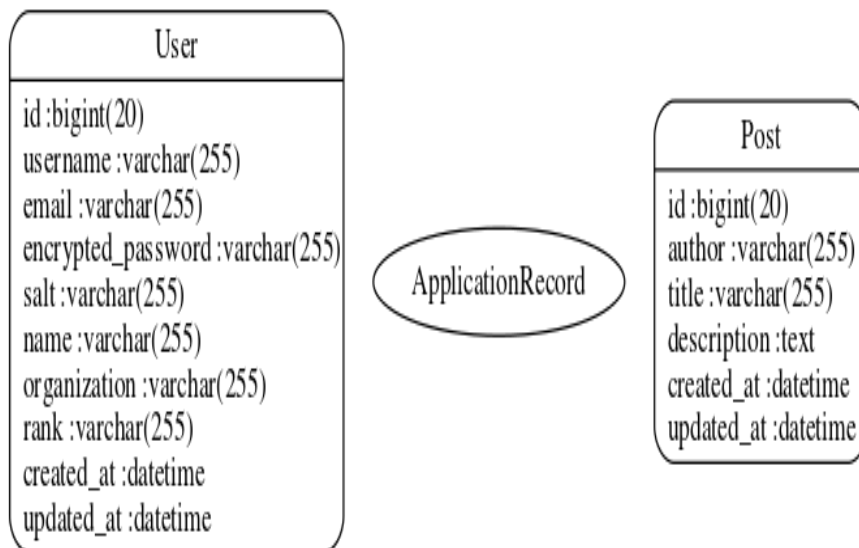 User
id :bigint(20)
username :varchar(255)
email :varchar(255)
encrypted_password :varchar(255)
salt :varchar(255)
name :varchar(255)
organization :varchar(255)
rank :varchar(255)
created_at :datetime
updated_at :datetime
ApplicationRecord
Post
id :bigint(20)
author :varchar(255)
title :varchar(255)
description :text
created_at :datetime
updated_at :datetime